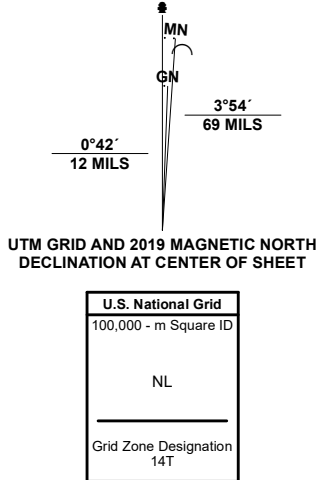 MN
GN
3°54´
69 MILS
0°42´
12 MILS
UTM GRID AND 2019 MAGNETIC NORTH
DECLINATION AT CENTER OF SHEET
U.S. National Grid
100,000 - m Square ID
NL
Grid Zone Designation
14T